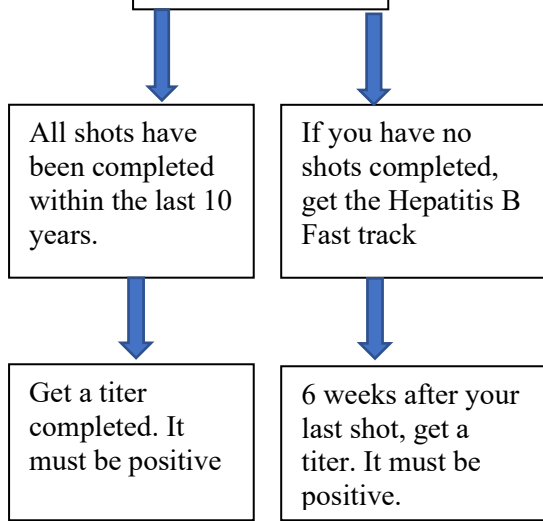 All shots have
been completed
within the last 10
years.
If you have no
shots completed,
get the Hepatitis B
Fast track
Get a titer
completed. It
must be positive
6 weeks after your
last shot, get a
titer. It must be
positive.